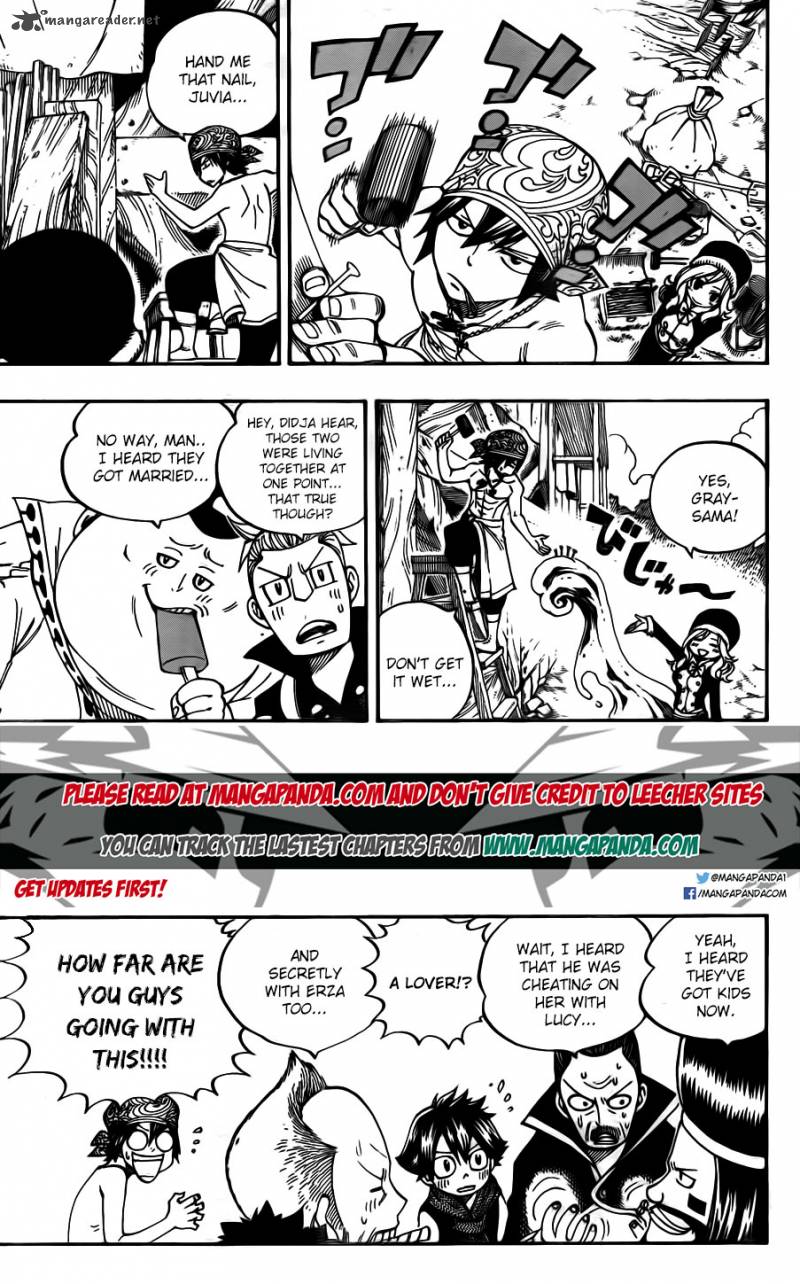 mangareader.net
HAND ME
THAT NAIL,
JUVIA...
ゴッ
ゴッ
ゴッ
HEY, DIDJA HEAR,
THOSE TWO
WERE LIVING
TOGETHER AT
ONE POINT...
THAT TRUE
THOUGH?
NO WAY, MAN..
I HEARD THEY
GOT MARRIED...
YES,
GRAY-
SAMA!
びじゅ〜
DON'T GET
IT WET...
PLEASE READ AT MANGAPANDA.COM AND DON'T GIVE CREDIT TO LEECHER SITES
YOU CAN TRACK THE LASTEST CHAPTERS FROM WWW.MANGAPANDA.COM
GET UPDATES FIRST!
@MANGAPANDA1
/MANGAPANDACOM
YEAH,
I HEARD
THEY'VE
GOT KIDS
NOW.
WAIT, I HEARD
THAT HE WAS
CHEATING ON
HER WITH
LUCY...
A LOVER!?
AND
SECRETLY
WITH ERZA
TOO...
HOW FAR ARE
YOU GUYS
GOING WITH
THIS!!!!